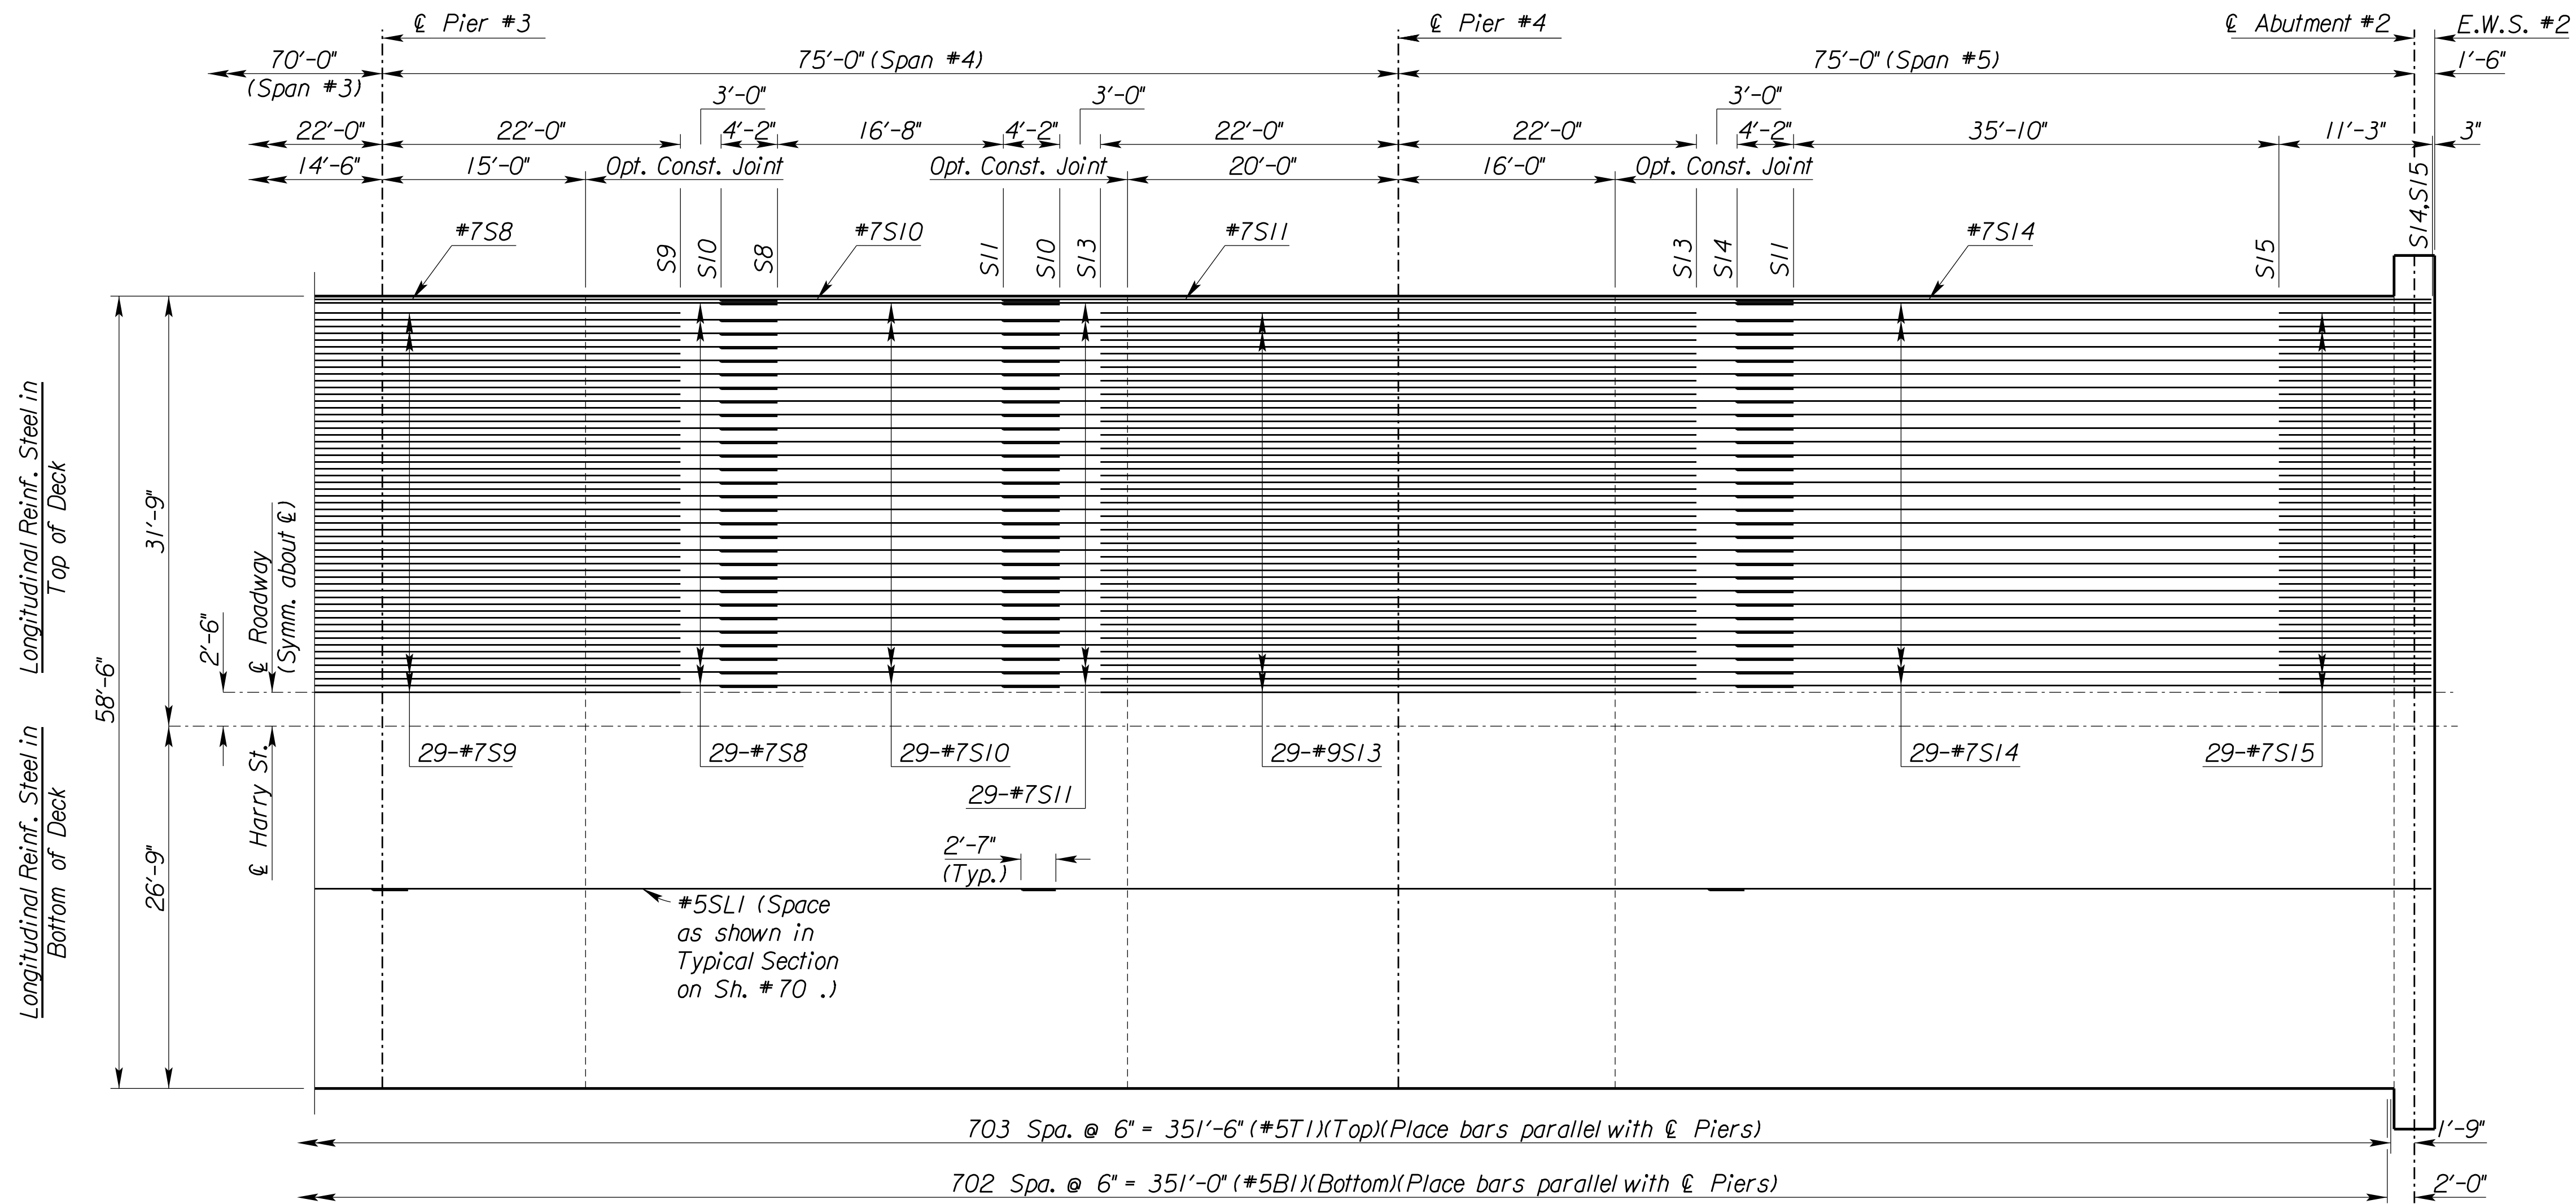 ℄ Pier #3
℄ Pier #4
℄ Abutment #2
E.W.S. #2
70'-0"
(Span #3)
75'-0" (Span #4)
75'-0" (Span #5)
1'-6"
3'-0"
3'-0"
3'-0"
22'-0"
22'-0"
4'-2"
16'-8"
4'-2"
22'-0"
22'-0"
4'-2"
35'-10"
11'-3"
3"
14'-6"
15'-0"
Opt. Const. Joint
Opt. Const. Joint
20'-0"
16'-0"
Opt. Const. Joint
S14,S15
#7S8
#7S10
#7S11
#7S14
S9
S10
S8
S11
S10
S13
S13
S14
S11
S15
Longitudinal Reinf. Steel in
Top of Deck
58'-6"
31'-9"
2'-6"
℄ Roadway
(Symm. about ℄)
29-#7S9
29-#7S8
29-#7S10
29-#7S11
29-#9S13
29-#7S14
29-#7S15
Longitudinal Reinf. Steel in
Bottom of Deck
26'-9"
℄ Harry St.
2'-7"
(Typ.)
#5SL1 (Space
as shown in
Typical Section
on Sh. #70 .)
703 Spa. @ 6" = 351'-6" (#5T1)(Top)(Place bars parallel with ℄ Piers)
1'-9"
702 Spa. @ 6" = 351'-0" (#5B1)(Bottom)(Place bars parallel with ℄ Piers)
2'-0"